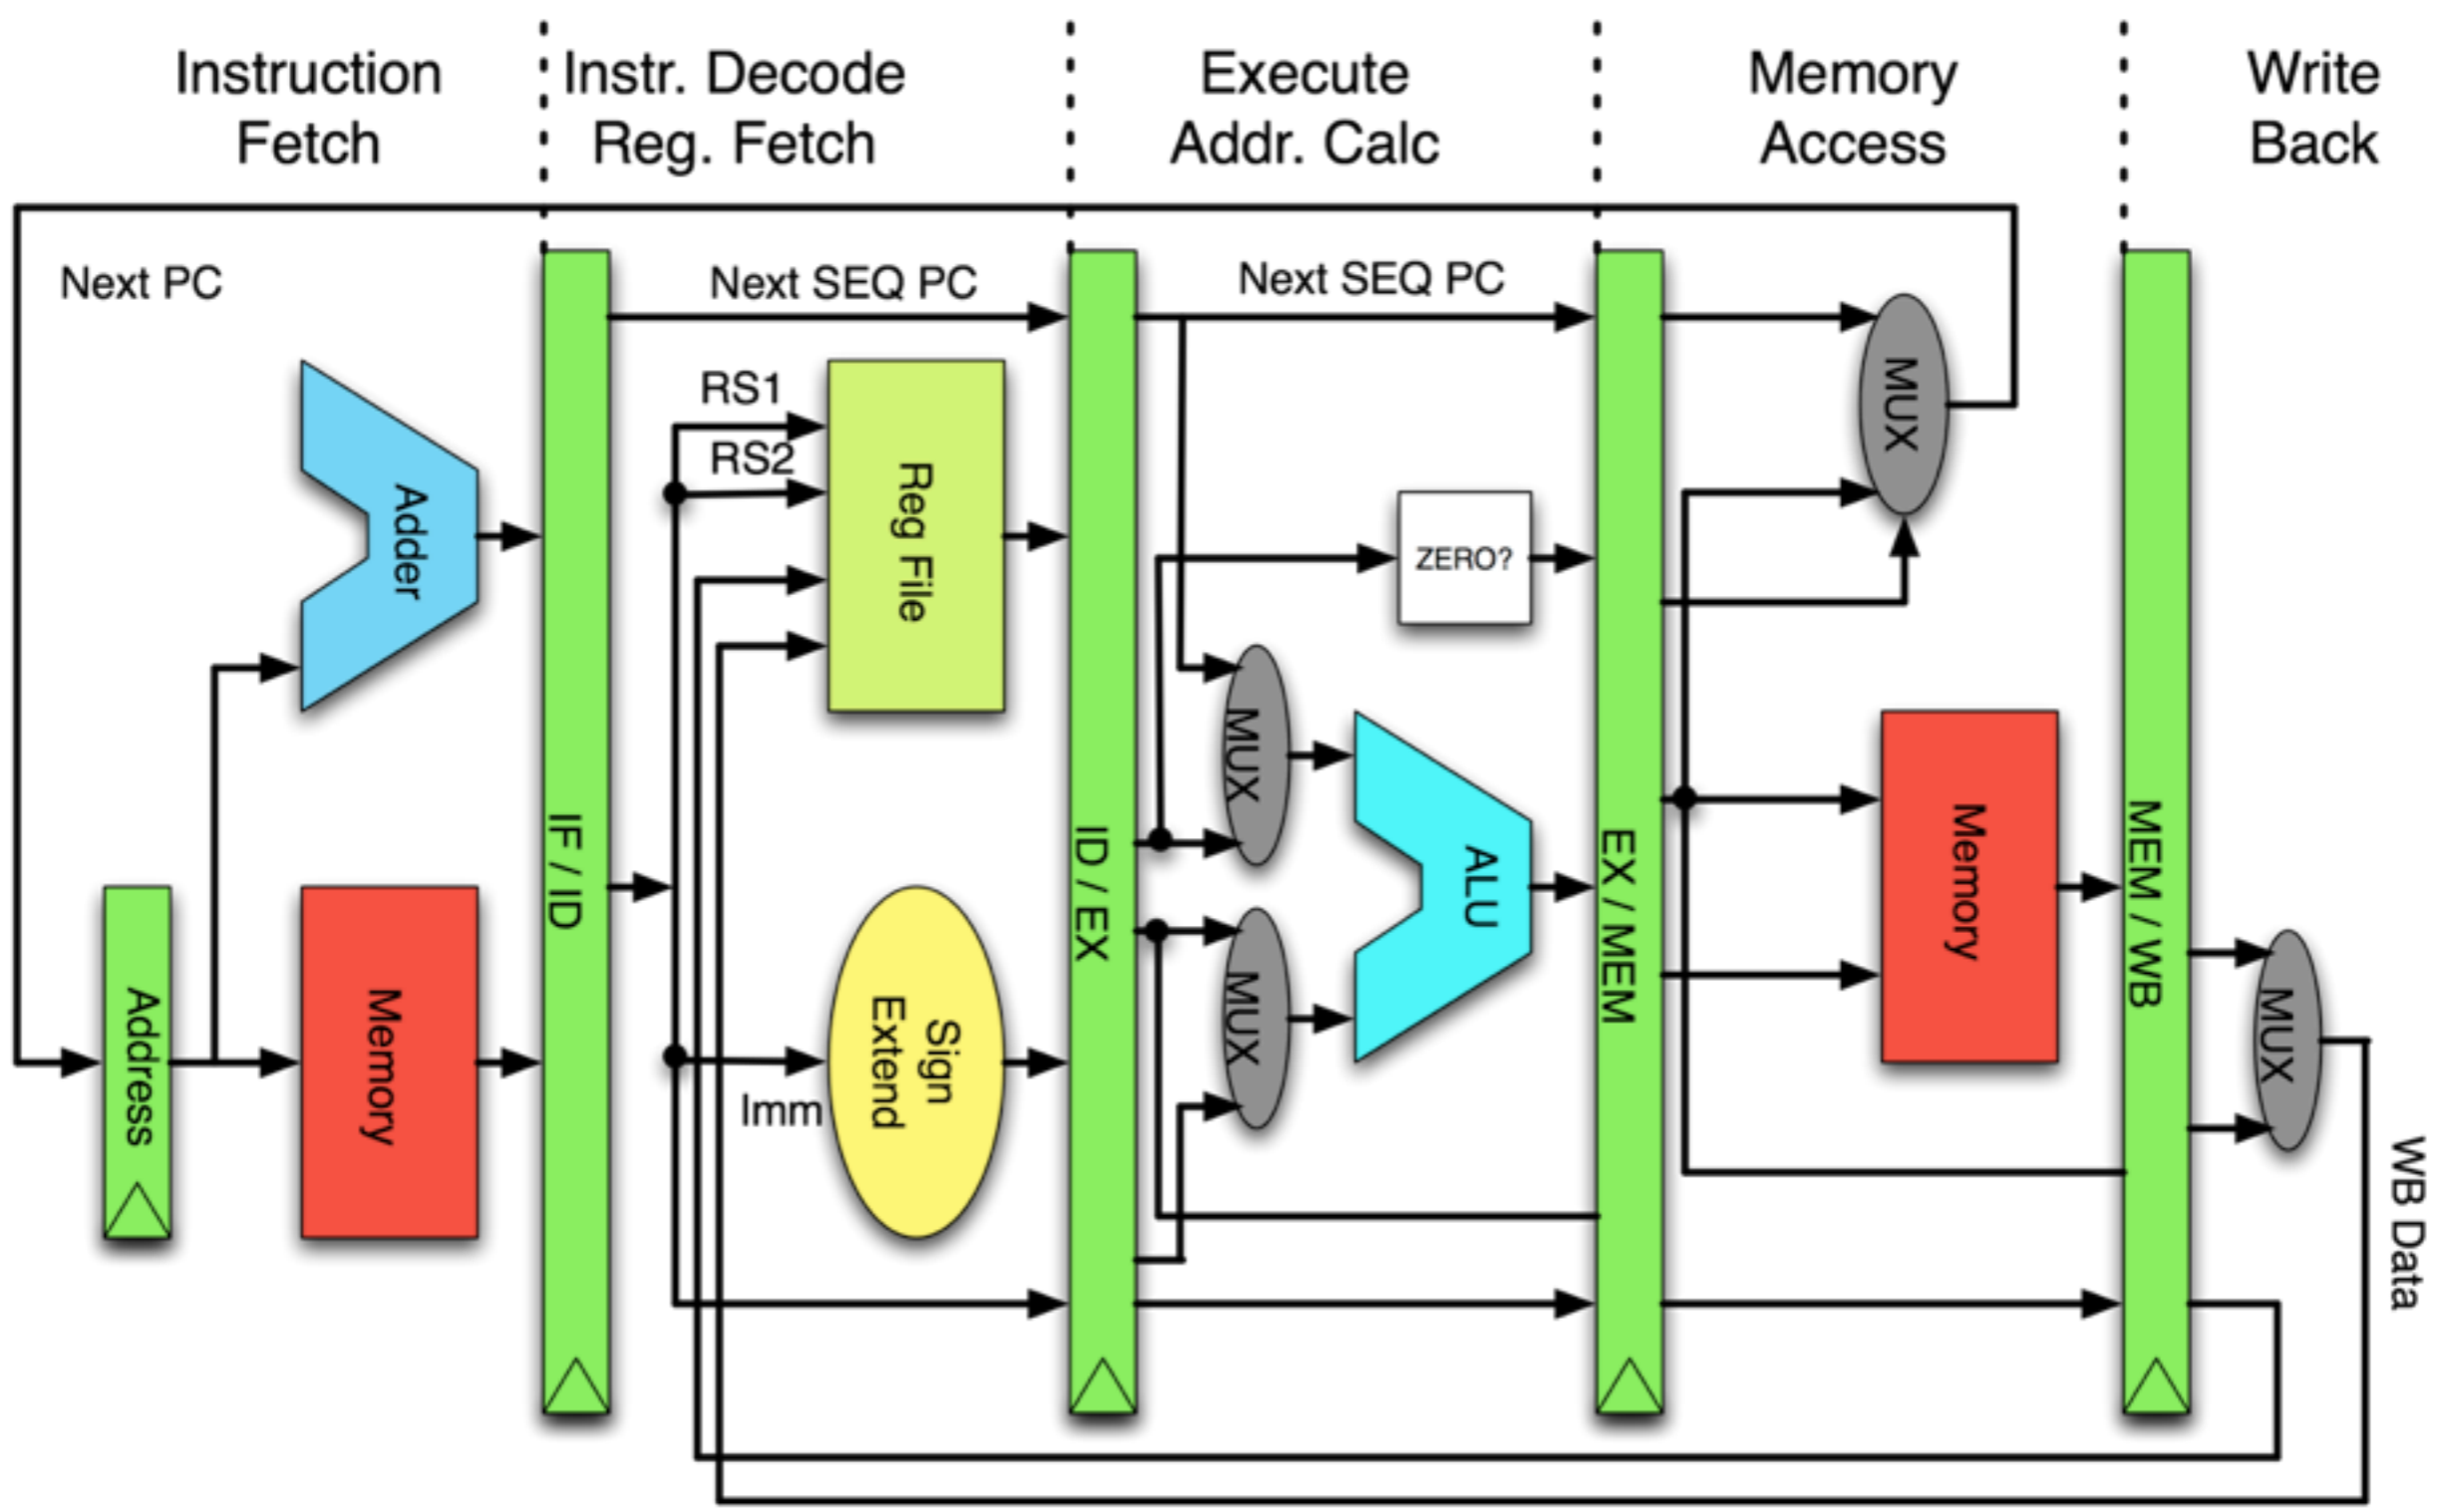 Instruction
Fetch
Instr. Decode
Reg. Fetch
Execute
Addr. Calc
Memory
Access
Write
Back
Next PC
Next SEQ PC
Next SEQ PC
RS1
RS2
Adder
Reg File
ZERO?
MUX
MUX
ALU
MUX
Memory
IF / ID
ID / EX
EX / MEM
MEM / WB
Address
Memory
Sign
Extend
Imm
MUX
WB Data